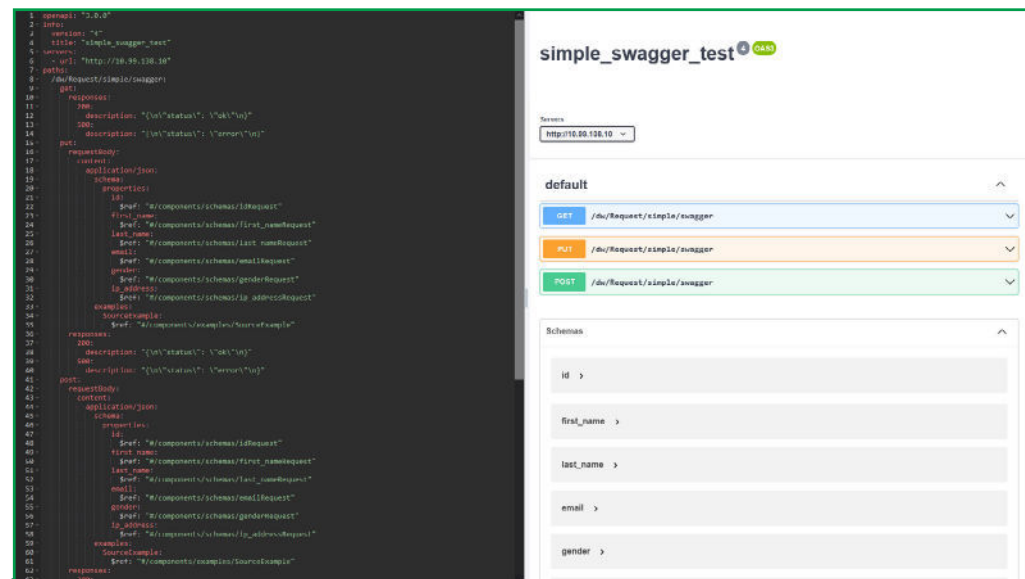 1 openapi: "3.0.0"
2 info:
3 version: "4"
4 title: "simple_swagger_test"
5 servers:
6 - url: "http://10.99.138.10"
7 paths:
8 /dw/Request/simple/swagger:
9 get:
10 responses:
11 200:
12 description: "{\n\"status\": \"ok\"\n}"
13 500:
14 description: "{\n\"status\": \"error\"\n}"
15 put:
16 requestBody:
17 content:
18 application/json:
19 schema:
20 properties:
21 id:
22 $ref: "#/components/schemas/idRequest"
23 first_name:
24 $ref: "#/components/schemas/first_nameRequest"
25 last_name:
26 $ref: "#/components/schemas/last_nameRequest"
27 email:
28 $ref: "#/components/schemas/emailRequest"
29 gender:
30 $ref: "#/components/schemas/genderRequest"
31 ip_address:
32 $ref: "#/components/schemas/ip_addressRequest"
33 examples:
34 SourceExample:
35 $ref: "#/components/examples/SourceExample"
36 responses:
37 200:
38 description: "{\n\"status\": \"ok\"\n}"
39 500:
40 description: "{\n\"status\": \"error\"\n}"
41 post:
42 requestBody:
43 content:
44 application/json:
45 schema:
46 properties:
47 id:
48 $ref: "#/components/schemas/idRequest"
49 first_name:
50 $ref: "#/components/schemas/first_nameRequest"
51 last_name:
52 $ref: "#/components/schemas/last_nameRequest"
53 email:
54 $ref: "#/components/schemas/emailRequest"
55 gender:
56 $ref: "#/components/schemas/genderRequest"
57 ip_address:
58 $ref: "#/components/schemas/ip_addressRequest"
59 examples:
60 SourceExample:
61 $ref: "#/components/examples/SourceExample"
62 responses:
simple_swagger_test 4 OAS3
Servers
http://10.99.138.10
default
GET /dw/Request/simple/swagger
PUT /dw/Request/simple/swagger
POST /dw/Request/simple/swagger
Schemas
id
first_name
last_name
email
gender